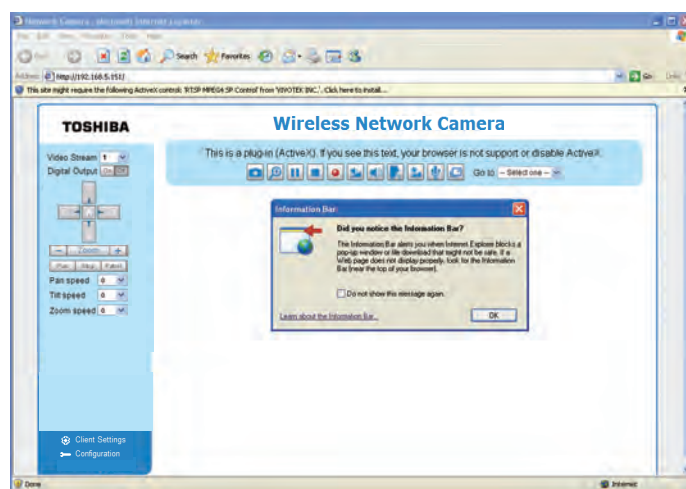 Network Camera - Microsoft Internet Explorer
Search Favorites
http://192.168.5.151/ Go
This site might require the following ActiveX control: 'RTSP MPEG4 SP Control' from 'VIVOTEK INC.'. Click here to install...
TOSHIBA
Wireless Network Camera
Video Stream 1
Digital Output On Off
This is a plug-in (ActiveX). If you see this text, your browser is not support or disable ActiveX.
Go to -- Select one --
Information Bar
Did you notice the Information Bar?
The Information Bar alerts you when Internet Explorer blocks a
pop-up window or file download that might not be safe. If a
Web page does not display properly, look for the Information
Bar (near the top of your browser).
Do not show this message again.
Learn about the Information Bar...
OK
- Zoom +
Pan Stop Patrol
Pan speed 0
Tilt speed 0
Zoom speed 0
Client Settings
Configuration
Done
Internet